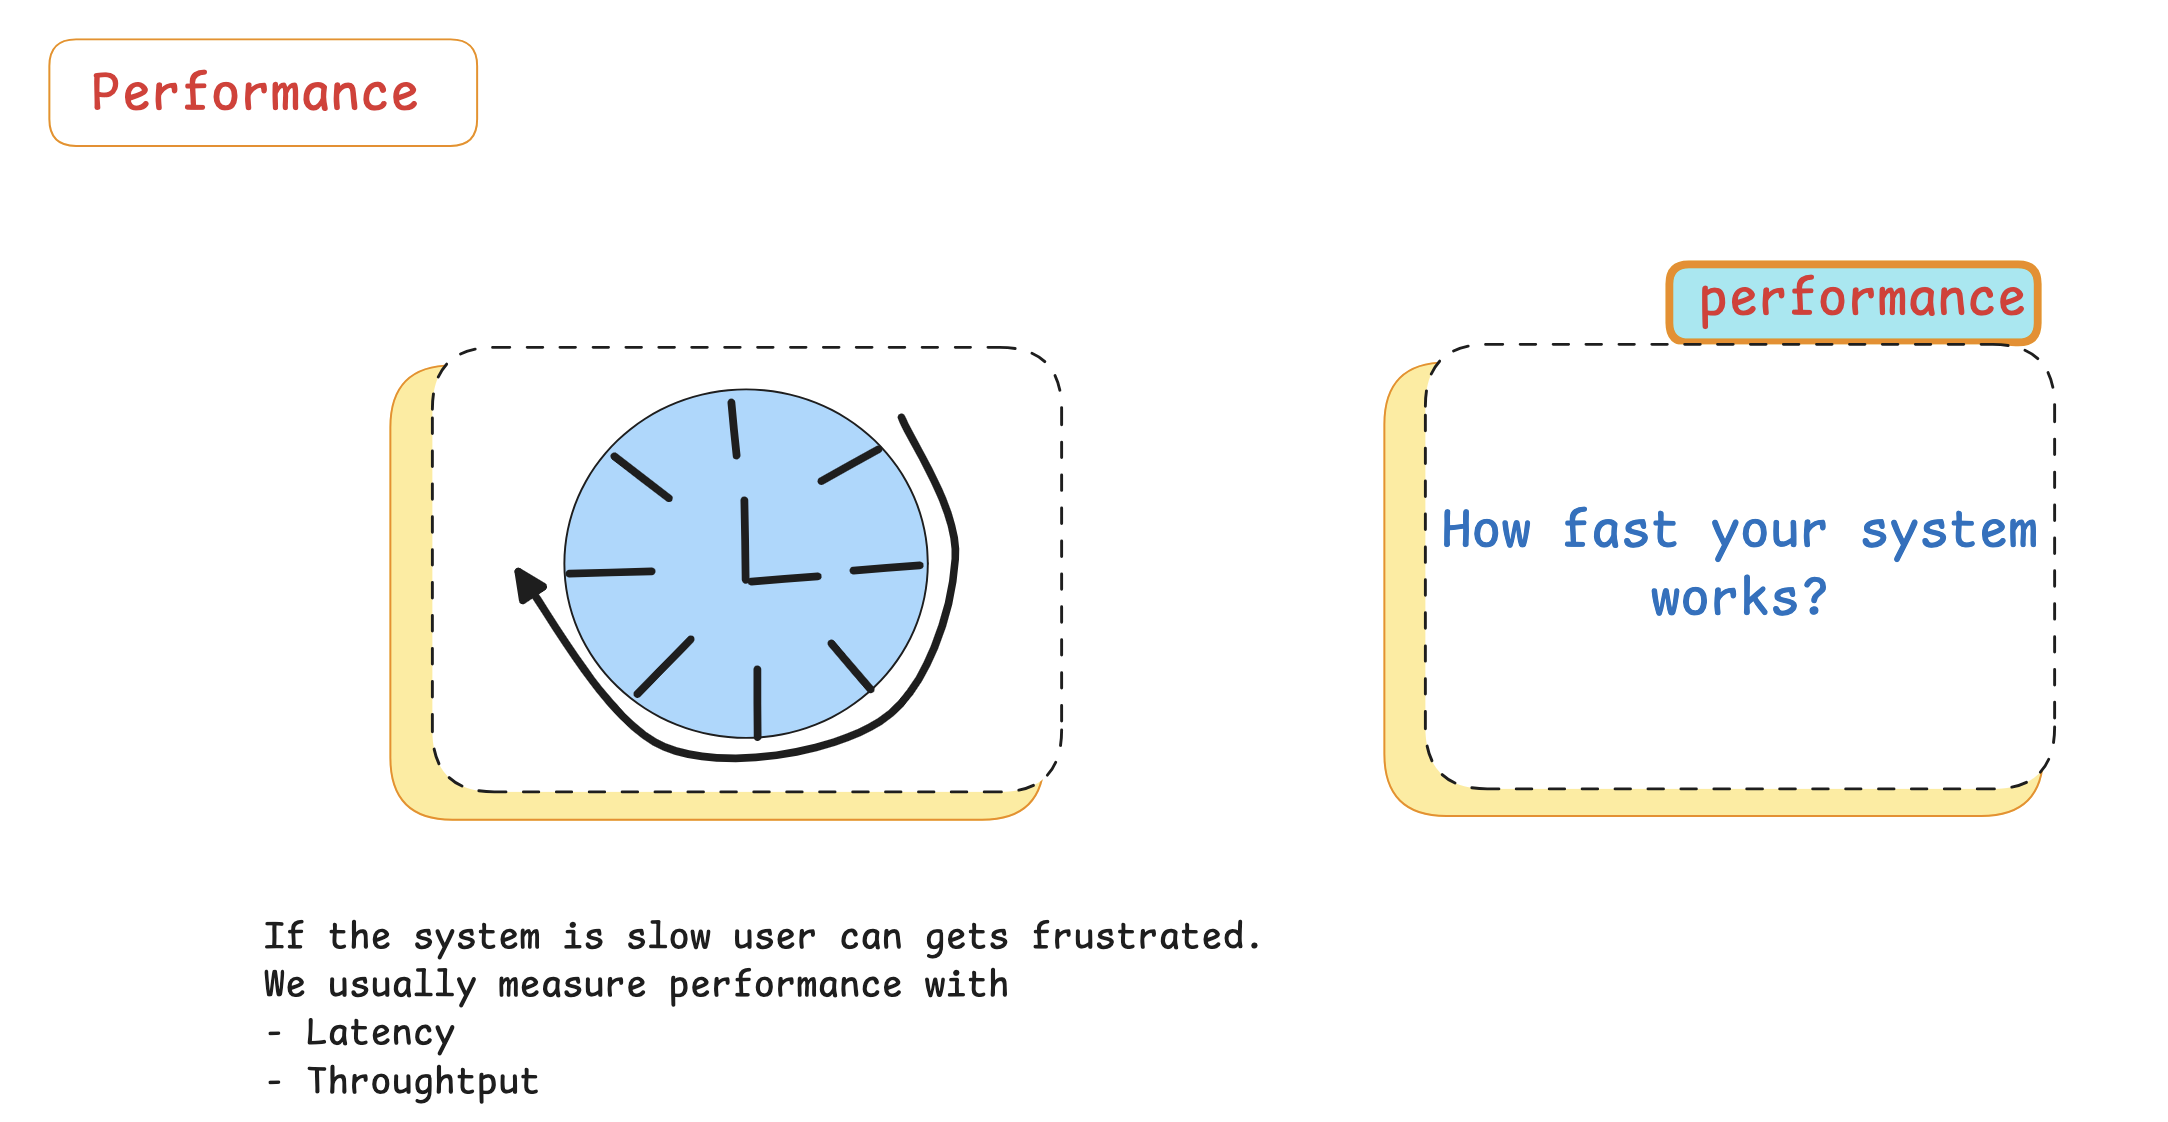 Performance
performance
How fast your system
works?
If the system is slow user can gets frustrated.
We usually measure performance with
- Latency
- Throughtput